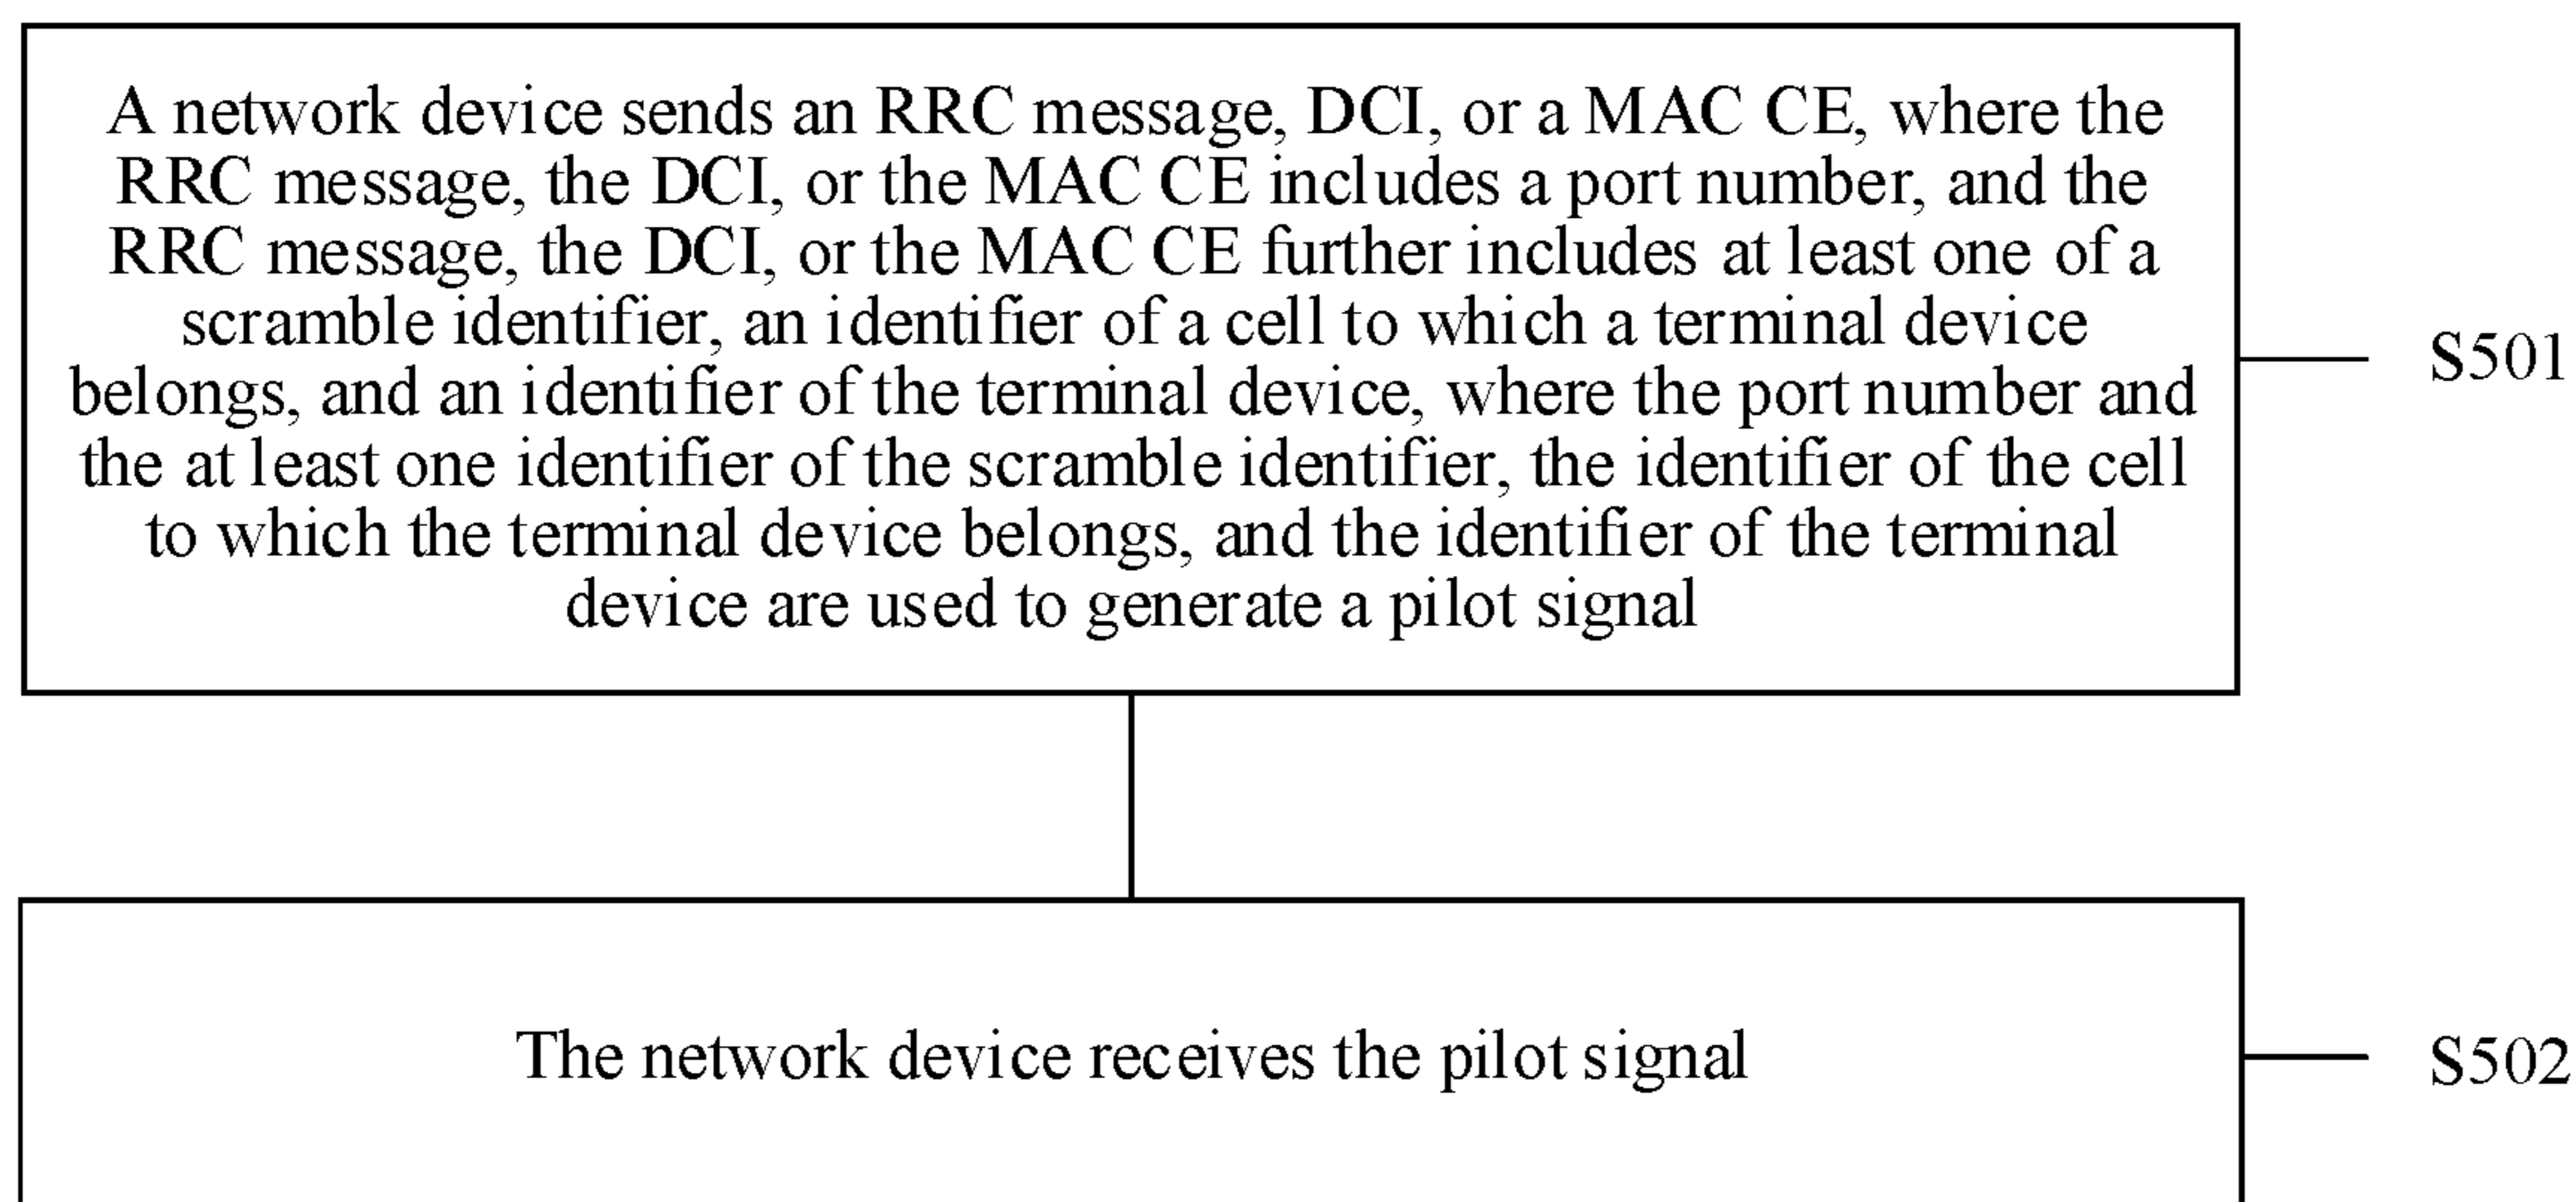 A network device sends an RRC message, DCI, or a MAC CE, where the
RRC message, the DCI, or the MAC CE includes a port number, and the
RRC message, the DCI, or the MAC CE further includes at least one of a
scramble identifier, an identifier of a cell to which a terminal device
belongs, and an identifier of the terminal device, where the port number and
the at least one identifier of the scramble identifier, the identifier of the cell
to which the terminal device belongs, and the identifier of the terminal
device are used to generate a pilot signal
S501
The network device receives the pilot signal
S502